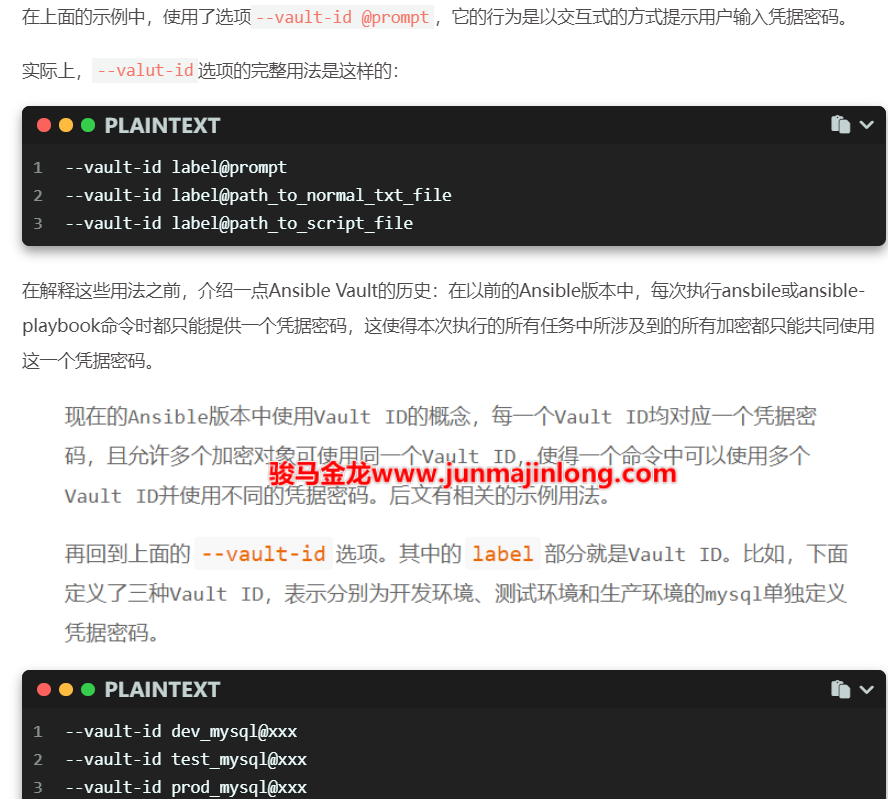 在上面的示例中，使用了选项--vault-id @prompt，它的行为是以交互式的方式提示用户输入凭据密码。
实际上，--valut-id选项的完整用法是这样的：
PLAINTEXT
1 --vault-id label@prompt
2 --vault-id label@path_to_normal_txt_file
3 --vault-id label@path_to_script_file
在解释这些用法之前，介绍一点Ansible Vault的历史：在以前的Ansible版本中，每次执行ansbile或ansible-
playbook命令时都只能提供一个凭据密码，这使得本次执行的所有任务中所涉及到的所有加密都只能共同使用
这一个凭据密码。
现在的Ansible版本中使用Vault ID的概念，每一个Vault ID均对应一个凭据密
码，且允许多个加密对象可使用同一个Vault ID，使得一个命令中可以使用多个
骏马金龙www.junmajinlong.com
Vault ID并使用不同的凭据密码。后文有相关的示例用法。
再回到上面的 --vault-id 选项。其中的 label 部分就是Vault ID。比如，下面
定义了三种Vault ID，表示分别为开发环境、测试环境和生产环境的mysql单独定义
凭据密码。
PLAINTEXT
1 --vault-id dev_mysql@xxx
2 --vault-id test_mysql@xxx
3 --vault-id prod_mysql@xxx